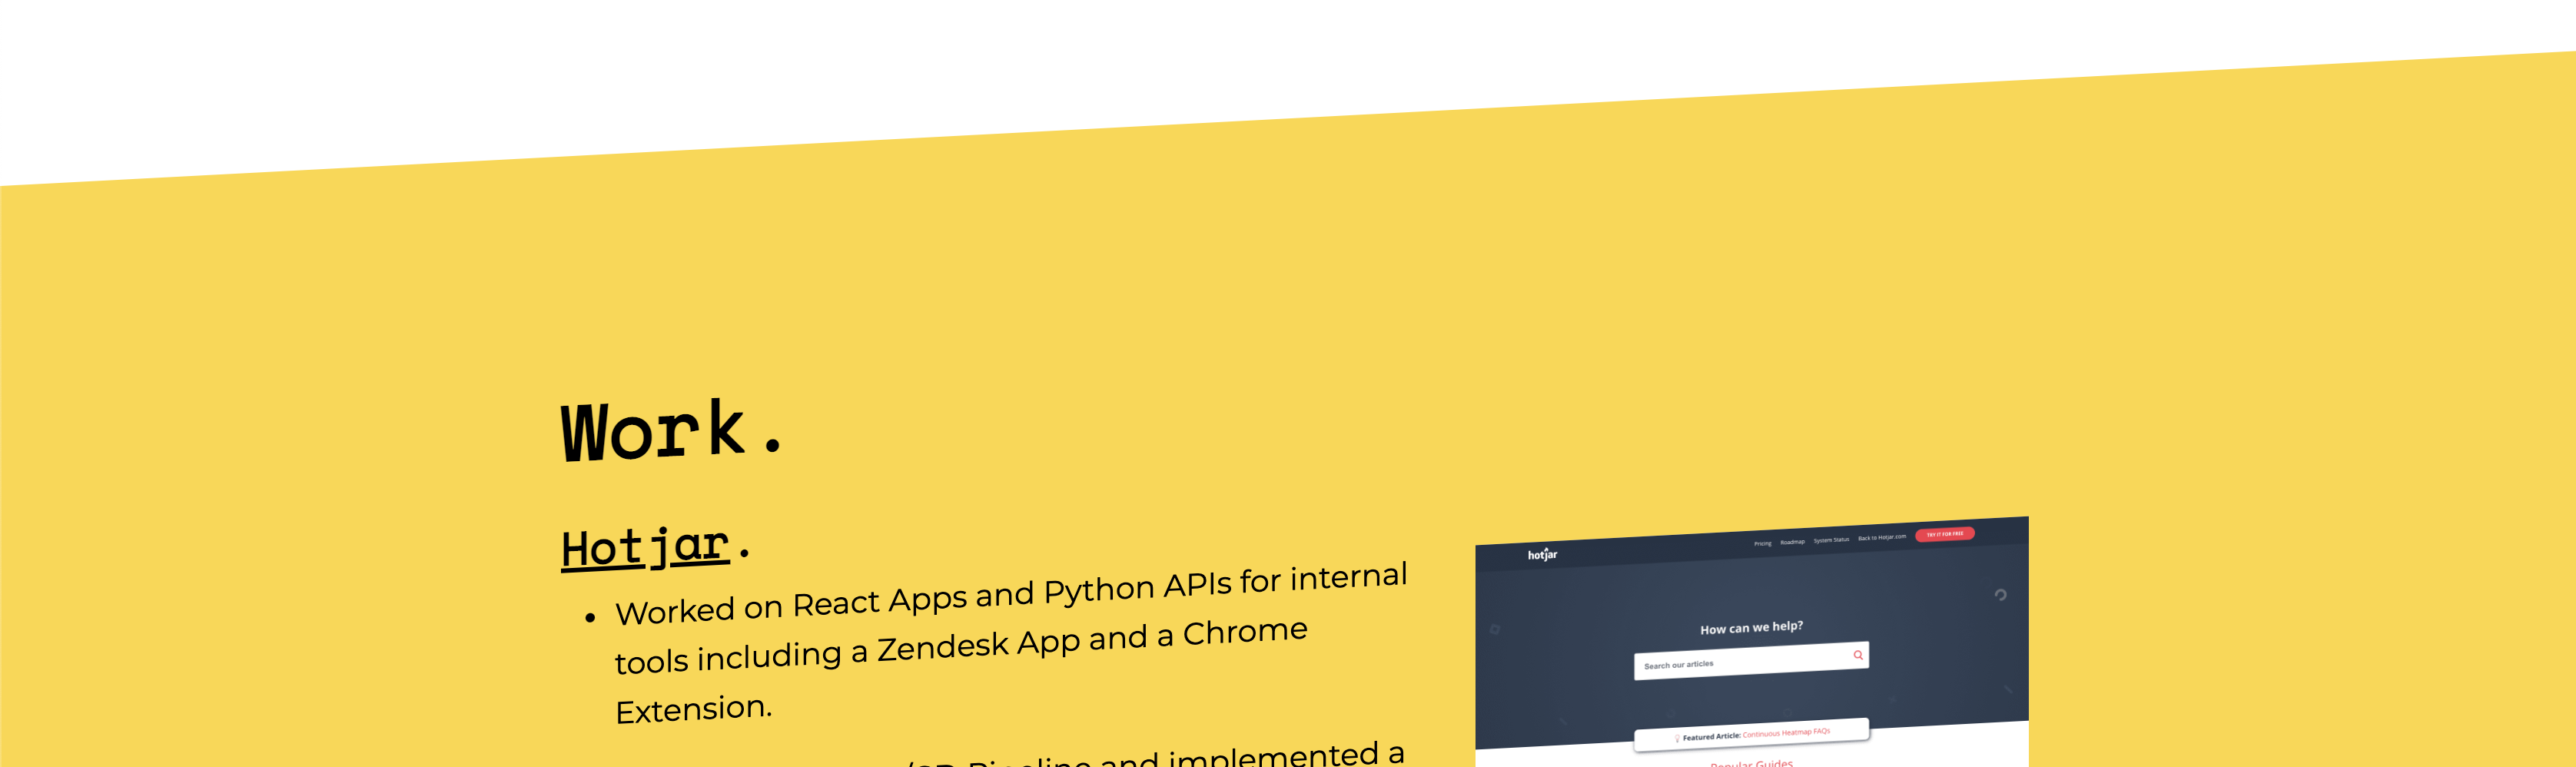 Work.
Hotjar.
• Worked on React Apps and Python APIs for internal
tools including a Zendesk App and a Chrome
Extension.
Pipeline and implemented a
hotjar
Pricing Roadmap System Status Back to Hotjar.com TRY IT FOR FREE
How can we help?
Search our articles
Featured Article: Continuous Heatmap FAQs
Popular Guides